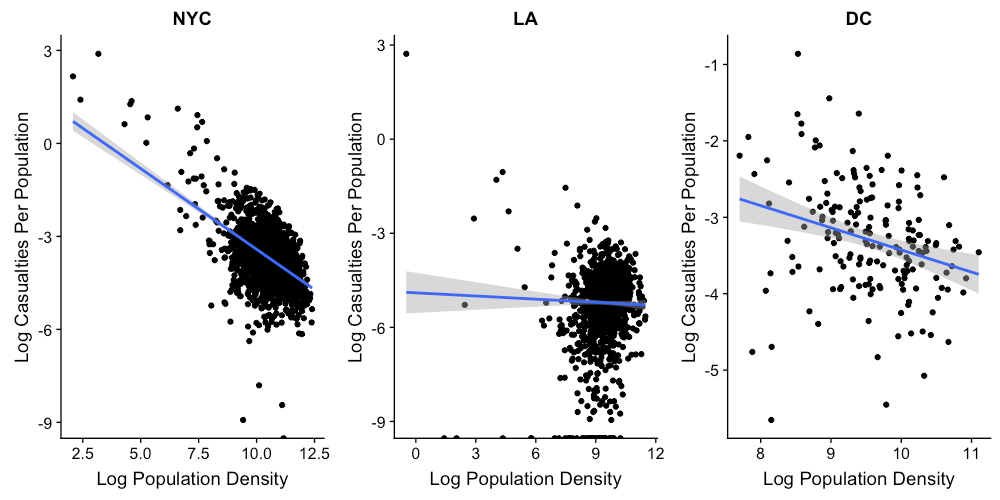 NYC
Log Casualties Per Population
3
0
-3
-6
-9
2.5 5.0 7.5 10.0 12.5
Log Population Density
LA
Log Casualties Per Population
3
0
-3
-6
-9
0 3 6 9 12
Log Population Density
DC
Log Casualties Per Population
-1
-2
-3
-4
-5
8 9 10 11
Log Population Density